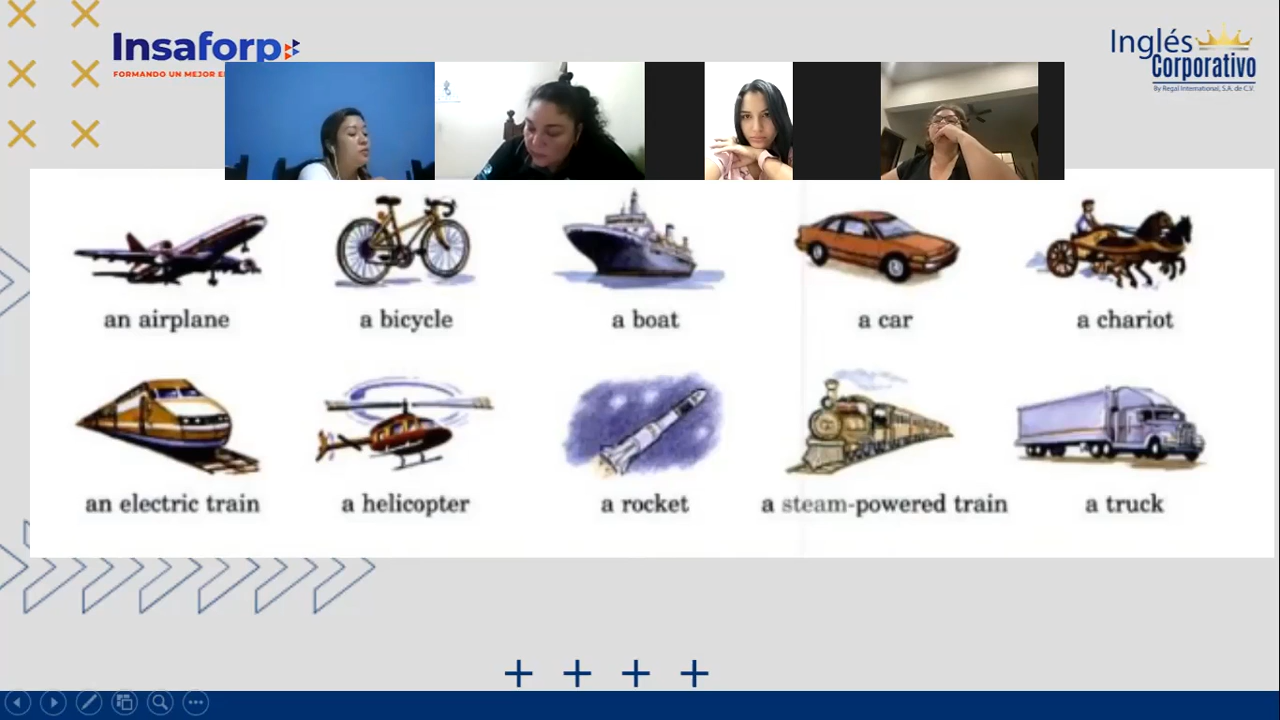 Insaforp
FORMANDO UN MEJOR
Inglés
Corporativo
By Regal International, S.A. de C.V.
an airplane
a bicycle
a boat
a car
a chariot
an electric train
a helicopter
a rocket
a steam-powered train
a truck